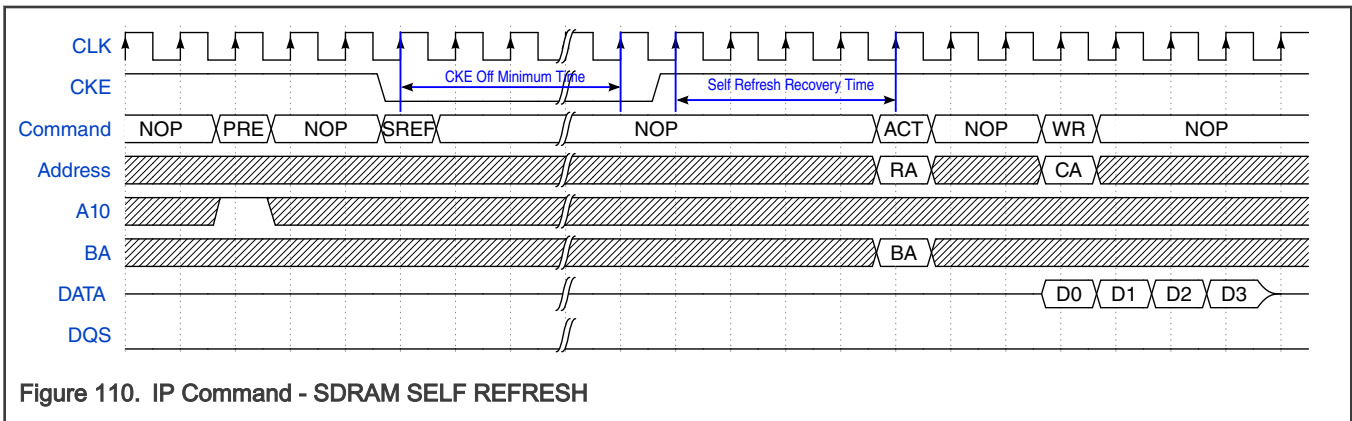 CLK
CKE CKE Off Minimum Time Self Refresh Recovery Time
Command NOP PRE NOP SREF NOP ACT NOP WR NOP
Address RA CA
A10
BA BA
DATA D0 D1 D2 D3
DQS
Figure 110. IP Command - SDRAM SELF REFRESH